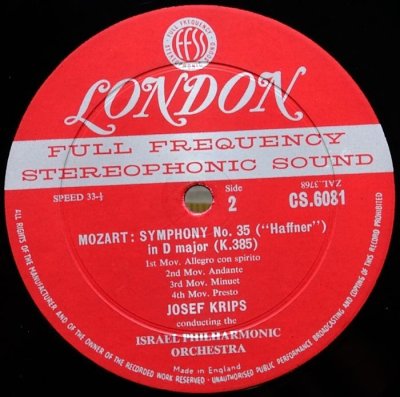 FULL FREQUENCY STEREOPHONIC SOUND
FFSS
LONDON
FULL FREQUENCY
STEREOPHONIC SOUND
SPEED 33⅓
Side
2
ZAL.3768
CS.6081
MOZART: SYMPHONY No. 35 ("Haffner")
in D major (K.385)
1st Mov. Allegro con spirito
2nd Mov. Andante
3rd Mov. Minuet
4th Mov. Presto
JOSEF KRIPS
conducting the
ISRAEL PHILHARMONIC
ORCHESTRA
Made in England
ALL RIGHTS OF THE MANUFACTURER AND OF THE OWNER OF THE RECORDED WORK RESERVED · UNAUTHORISED PUBLIC PERFORMANCE BROADCASTING AND COPYING OF THIS RECORD PROHIBITED